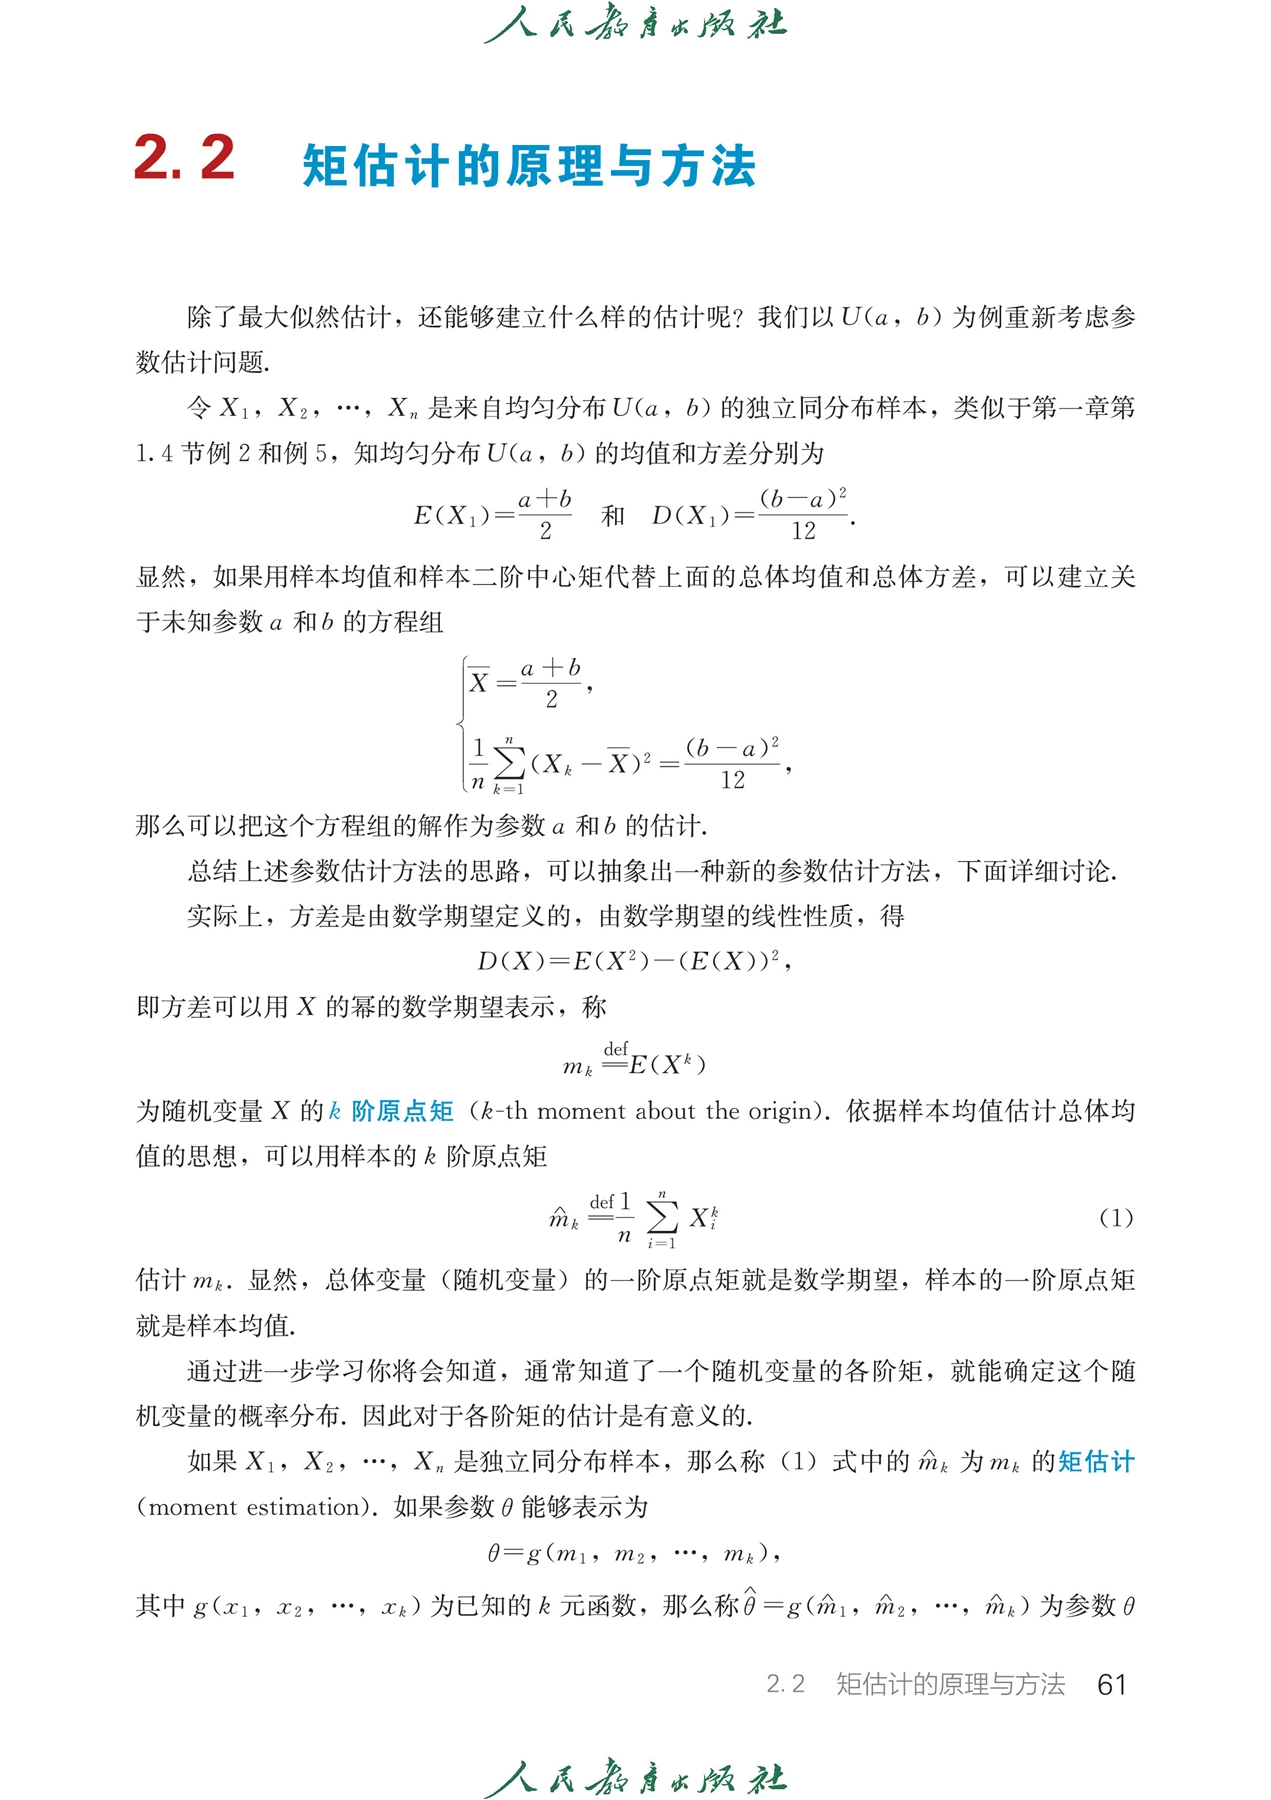 人民教育出版社
2.2 矩估计的原理与方法
除了最大似然估计，还能够建立什么样的估计呢？我们以 U(a，b) 为例重新考虑参
数估计问题.
令 X₁，X₂，…，Xₙ 是来自均匀分布 U(a，b) 的独立同分布样本，类似于第一章第
1.4 节例 2 和例 5，知均匀分布 U(a，b) 的均值和方差分别为
E(X₁)=\frac{a+b}{2} 和 D(X₁)=\frac{(b-a)²}{12}.
显然，如果用样本均值和样本二阶中心矩代替上面的总体均值和总体方差，可以建立关
于未知参数 a 和 b 的方程组
\begin{cases} \overline{X}=\frac{a+b}{2}， \\ \frac{1}{n}\sum_{k=1}^{n}(X_k-\overline{X})^2=\frac{(b-a)^2}{12}， \end{cases}
那么可以把这个方程组的解作为参数 a 和 b 的估计.
总结上述参数估计方法的思路，可以抽象出一种新的参数估计方法，下面详细讨论.
实际上，方差是由数学期望定义的，由数学期望的线性性质，得
D(X)=E(X²)-(E(X))²，
即方差可以用 X 的幂的数学期望表示，称
m_k \overset{def}{=} E(X^k)
为随机变量 X 的 k 阶原点矩（k-th moment about the origin）. 依据样本均值估计总体均
值的思想，可以用样本的 k 阶原点矩
\hat{m}_k \overset{def}{=} \frac{1}{n}\sum_{i=1}^{n} X_i^k （1）
估计 m_k. 显然，总体变量（随机变量）的一阶原点矩就是数学期望，样本的一阶原点矩
就是样本均值.
通过进一步学习你将会知道，通常知道了一个随机变量的各阶矩，就能确定这个随
机变量的概率分布. 因此对于各阶矩的估计是有意义的.
如果 X₁，X₂，…，Xₙ 是独立同分布样本，那么称（1）式中的 \hat{m}_k 为 m_k 的矩估计
（moment estimation）. 如果参数 θ 能够表示为
θ=g(m₁，m₂，…，m_k)，
其中 g(x₁，x₂，…，x_k) 为已知的 k 元函数，那么称 \hat{θ}=g(\hat{m}₁，\hat{m}₂，…，\hat{m}_k) 为参数 θ
2.2 矩估计的原理与方法 61
人民教育出版社